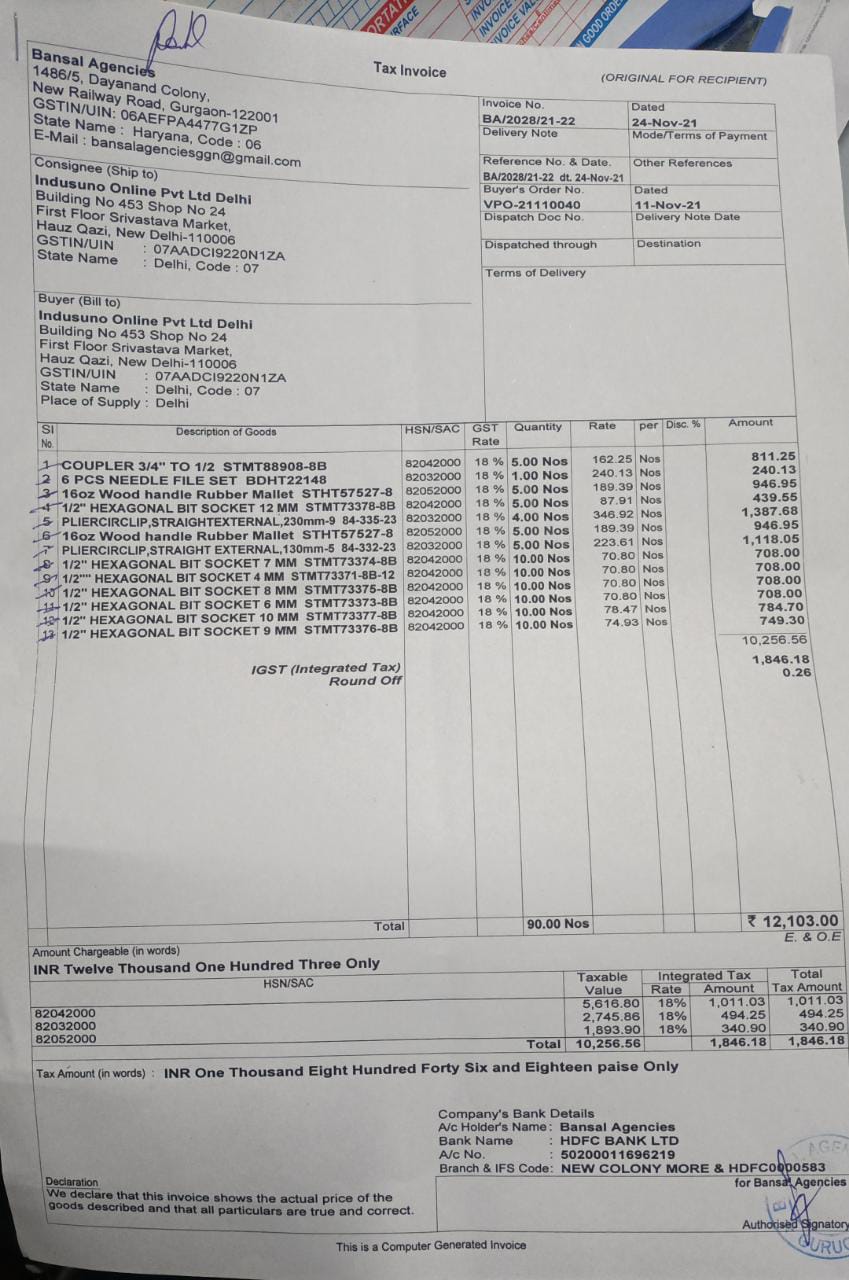 ORTA
RFACE
INVOI
INVOICE
VOICE VAL
N GOOD ORDE
Tax Invoice
(ORIGINAL FOR RECIPIENT)
Bansal Agencies
1486/5, Dayanand Colony,
New Railway Road, Gurgaon-122001
GSTIN/UIN: 06AEFPA4477G1ZP
State Name : Haryana, Code : 06
E-Mail : bansalagenciesggn@gmail.com
Invoice No. Dated
BA/2028/21-22 24-Nov-21
Delivery Note Mode/Terms of Payment
Reference No. & Date. Other References
BA/2028/21-22 dt. 24-Nov-21
Buyer's Order No. Dated
VPO-21110040 11-Nov-21
Dispatch Doc No. Delivery Note Date
Dispatched through Destination
Terms of Delivery
Consignee (Ship to)
Indusuno Online Pvt Ltd Delhi
Building No 453 Shop No 24
First Floor Srivastava Market,
Hauz Qazi, New Delhi-110006
GSTIN/UIN : 07AADCI9220N1ZA
State Name : Delhi, Code : 07
Buyer (Bill to)
Indusuno Online Pvt Ltd Delhi
Building No 453 Shop No 24
First Floor Srivastava Market,
Hauz Qazi, New Delhi-110006
GSTIN/UIN : 07AADCI9220N1ZA
State Name : Delhi, Code : 07
Place of Supply : Delhi
SI No. Description of Goods HSN/SAC GST Rate Quantity Rate per Disc. % Amount
1 COUPLER 3/4" TO 1/2 STMT88908-8B 82042000 18 % 5.00 Nos 162.25 Nos 811.25
2 6 PCS NEEDLE FILE SET BDHT22148 82032000 18 % 1.00 Nos 240.13 Nos 240.13
3 16oz Wood handle Rubber Mallet STHT57527-8 82052000 18 % 5.00 Nos 189.39 Nos 946.95
4 1/2" HEXAGONAL BIT SOCKET 12 MM STMT73378-8B 82042000 18 % 5.00 Nos 87.91 Nos 439.55
5 PLIERCIRCLIP,STRAIGHTEXTERNAL,230mm-9 84-335-23 82032000 18 % 4.00 Nos 346.92 Nos 1,387.68
6 16oz Wood handle Rubber Mallet STHT57527-8 82052000 18 % 5.00 Nos 189.39 Nos 946.95
7 PLIERCIRCLIP,STRAIGHT EXTERNAL,130mm-5 84-332-23 82032000 18 % 5.00 Nos 223.61 Nos 1,118.05
8 1/2" HEXAGONAL BIT SOCKET 7 MM STMT73374-8B 82042000 18 % 10.00 Nos 70.80 Nos 708.00
9 1/2"" HEXAGONAL BIT SOCKET 4 MM STMT73371-8B-12 82042000 18 % 10.00 Nos 70.80 Nos 708.00
10 1/2" HEXAGONAL BIT SOCKET 8 MM STMT73375-8B 82042000 18 % 10.00 Nos 70.80 Nos 708.00
11 1/2" HEXAGONAL BIT SOCKET 6 MM STMT73373-8B 82042000 18 % 10.00 Nos 70.80 Nos 708.00
12 1/2" HEXAGONAL BIT SOCKET 10 MM STMT73377-8B 82042000 18 % 10.00 Nos 78.47 Nos 784.70
13 1/2" HEXAGONAL BIT SOCKET 9 MM STMT73376-8B 82042000 18 % 10.00 Nos 74.93 Nos 749.30
10,256.56
IGST (Integrated Tax) 1,846.18
Round Off 0.26
Total 90.00 Nos ₹ 12,103.00
E. & O.E
Amount Chargeable (in words)
INR Twelve Thousand One Hundred Three Only
HSN/SAC Taxable Value Integrated Tax Rate Amount Total Tax Amount
82042000 5,616.80 18% 1,011.03 1,011.03
82032000 2,745.86 18% 494.25 494.25
82052000 1,893.90 18% 340.90 340.90
Total 10,256.56 1,846.18 1,846.18
Tax Amount (in words) : INR One Thousand Eight Hundred Forty Six and Eighteen paise Only
Company's Bank Details
A/c Holder's Name : Bansal Agencies
Bank Name : HDFC BANK LTD
A/c No. : 50200011696219
Branch & IFS Code: NEW COLONY MORE & HDFC0000583
Declaration
We declare that this invoice shows the actual price of the
goods described and that all particulars are true and correct.
for Bansal Agencies
Authorised Signatory
This is a Computer Generated Invoice